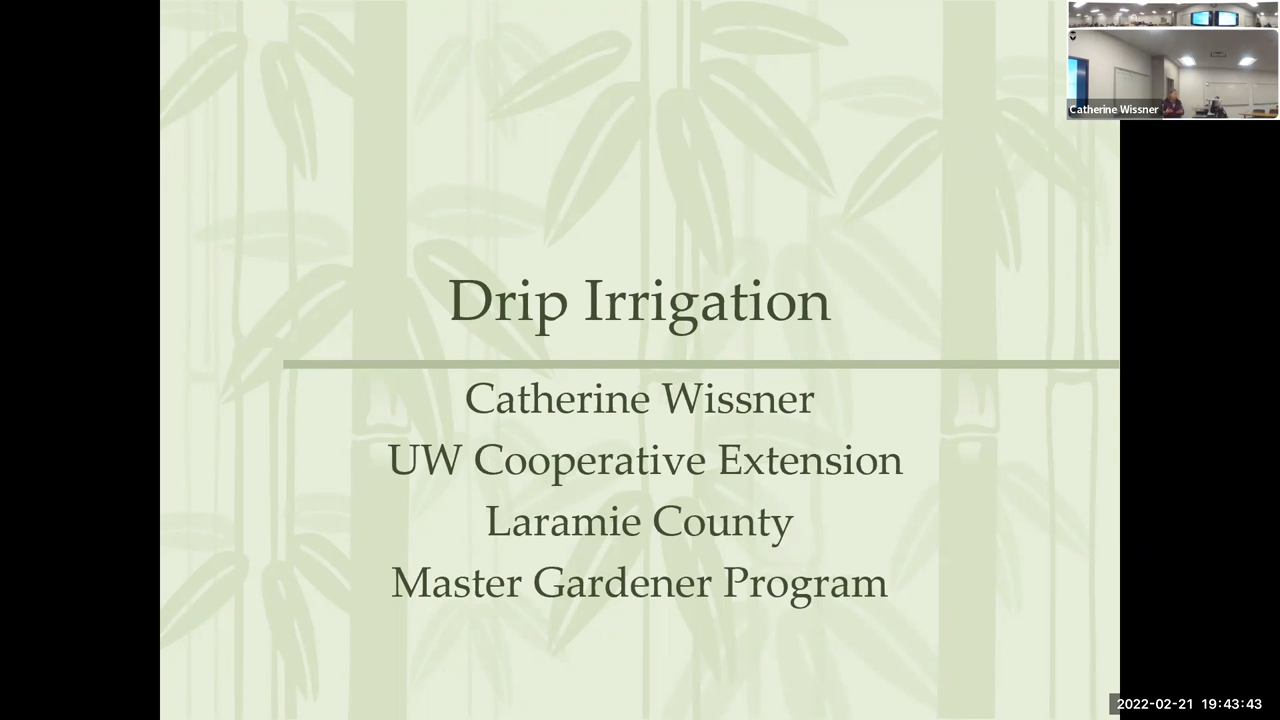 Catherine Wissner
Drip Irrigation
Catherine Wissner
UW Cooperative Extension
Laramie County
Master Gardener Program
2022-02-21 19:43:43